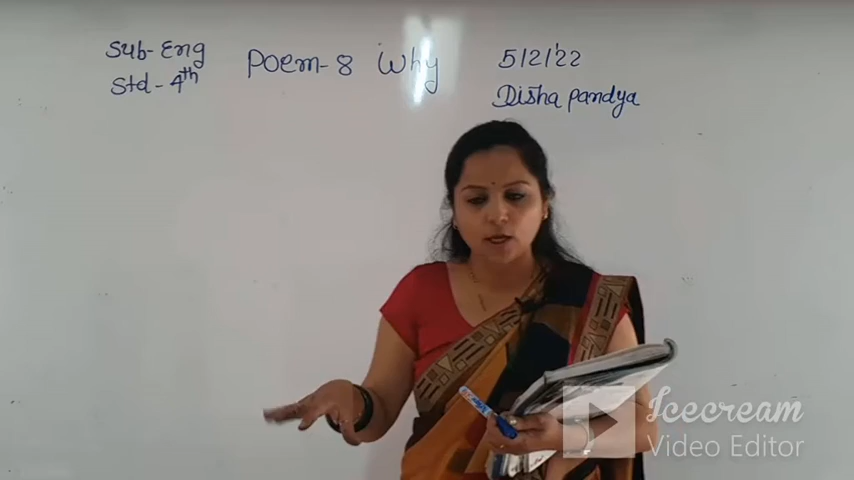 Sub-Eng
Std-4th
Poem-8 Why
5/2/22
Disha pandya
Icecream
Video Editor